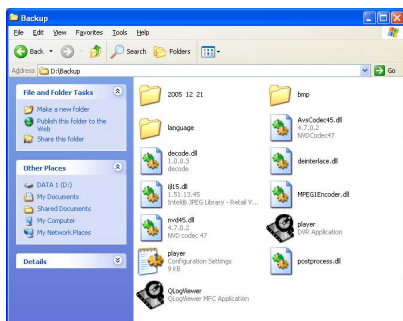 Backup
File Edit View Favorites Tools Help
Back Search Folders
Address D:\Backup Go
File and Folder Tasks
Make a new folder
Publish this folder to the Web
Share this folder
Other Places
DATA 1 (D:)
My Documents
Shared Documents
My Computer
My Network Places
Details
2005 12 21
bmp
language
AvsCodec45.dll
4.7.0.2
NVDCodec47
decode.dll
1.0.0.3
decode
deinterlace.dll
ijl15.dll
1.51.13.45
Intel® JPEG Library - Retail V...
MPEG1Encoder.dll
nvd45.dll
4.7.0.2
NVD codec 47
player
DVR Application
player
Configuration Settings
9 KB
postprocess.dll
QLogViewer
QLogViewer MFC Application